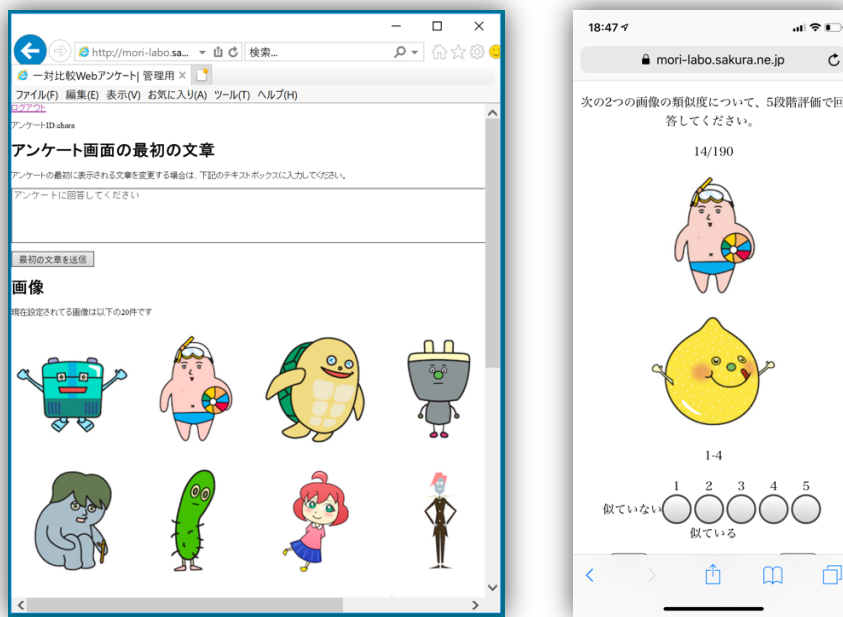 http://mori-labo.sa...
検索...
一対比較Webアンケート| 管理用
ファイル(F) 編集(E) 表示(V) お気に入り(A) ツール(T) ヘルプ(H)
ログアウト
アンケートID:chara
アンケート画面の最初の文章
アンケートの最初に表示される文章を変更する場合は、下記のテキストボックスに入力してください。
アンケートに回答してください
最初の文章を送信
画像
現在設定されてる画像は以下の20件です
18:47
mori-labo.sakura.ne.jp
次の2つの画像の類似度について、5段階評価で回
答してください。
14/190
1-4
1 2 3 4 5
似ていない
似ている